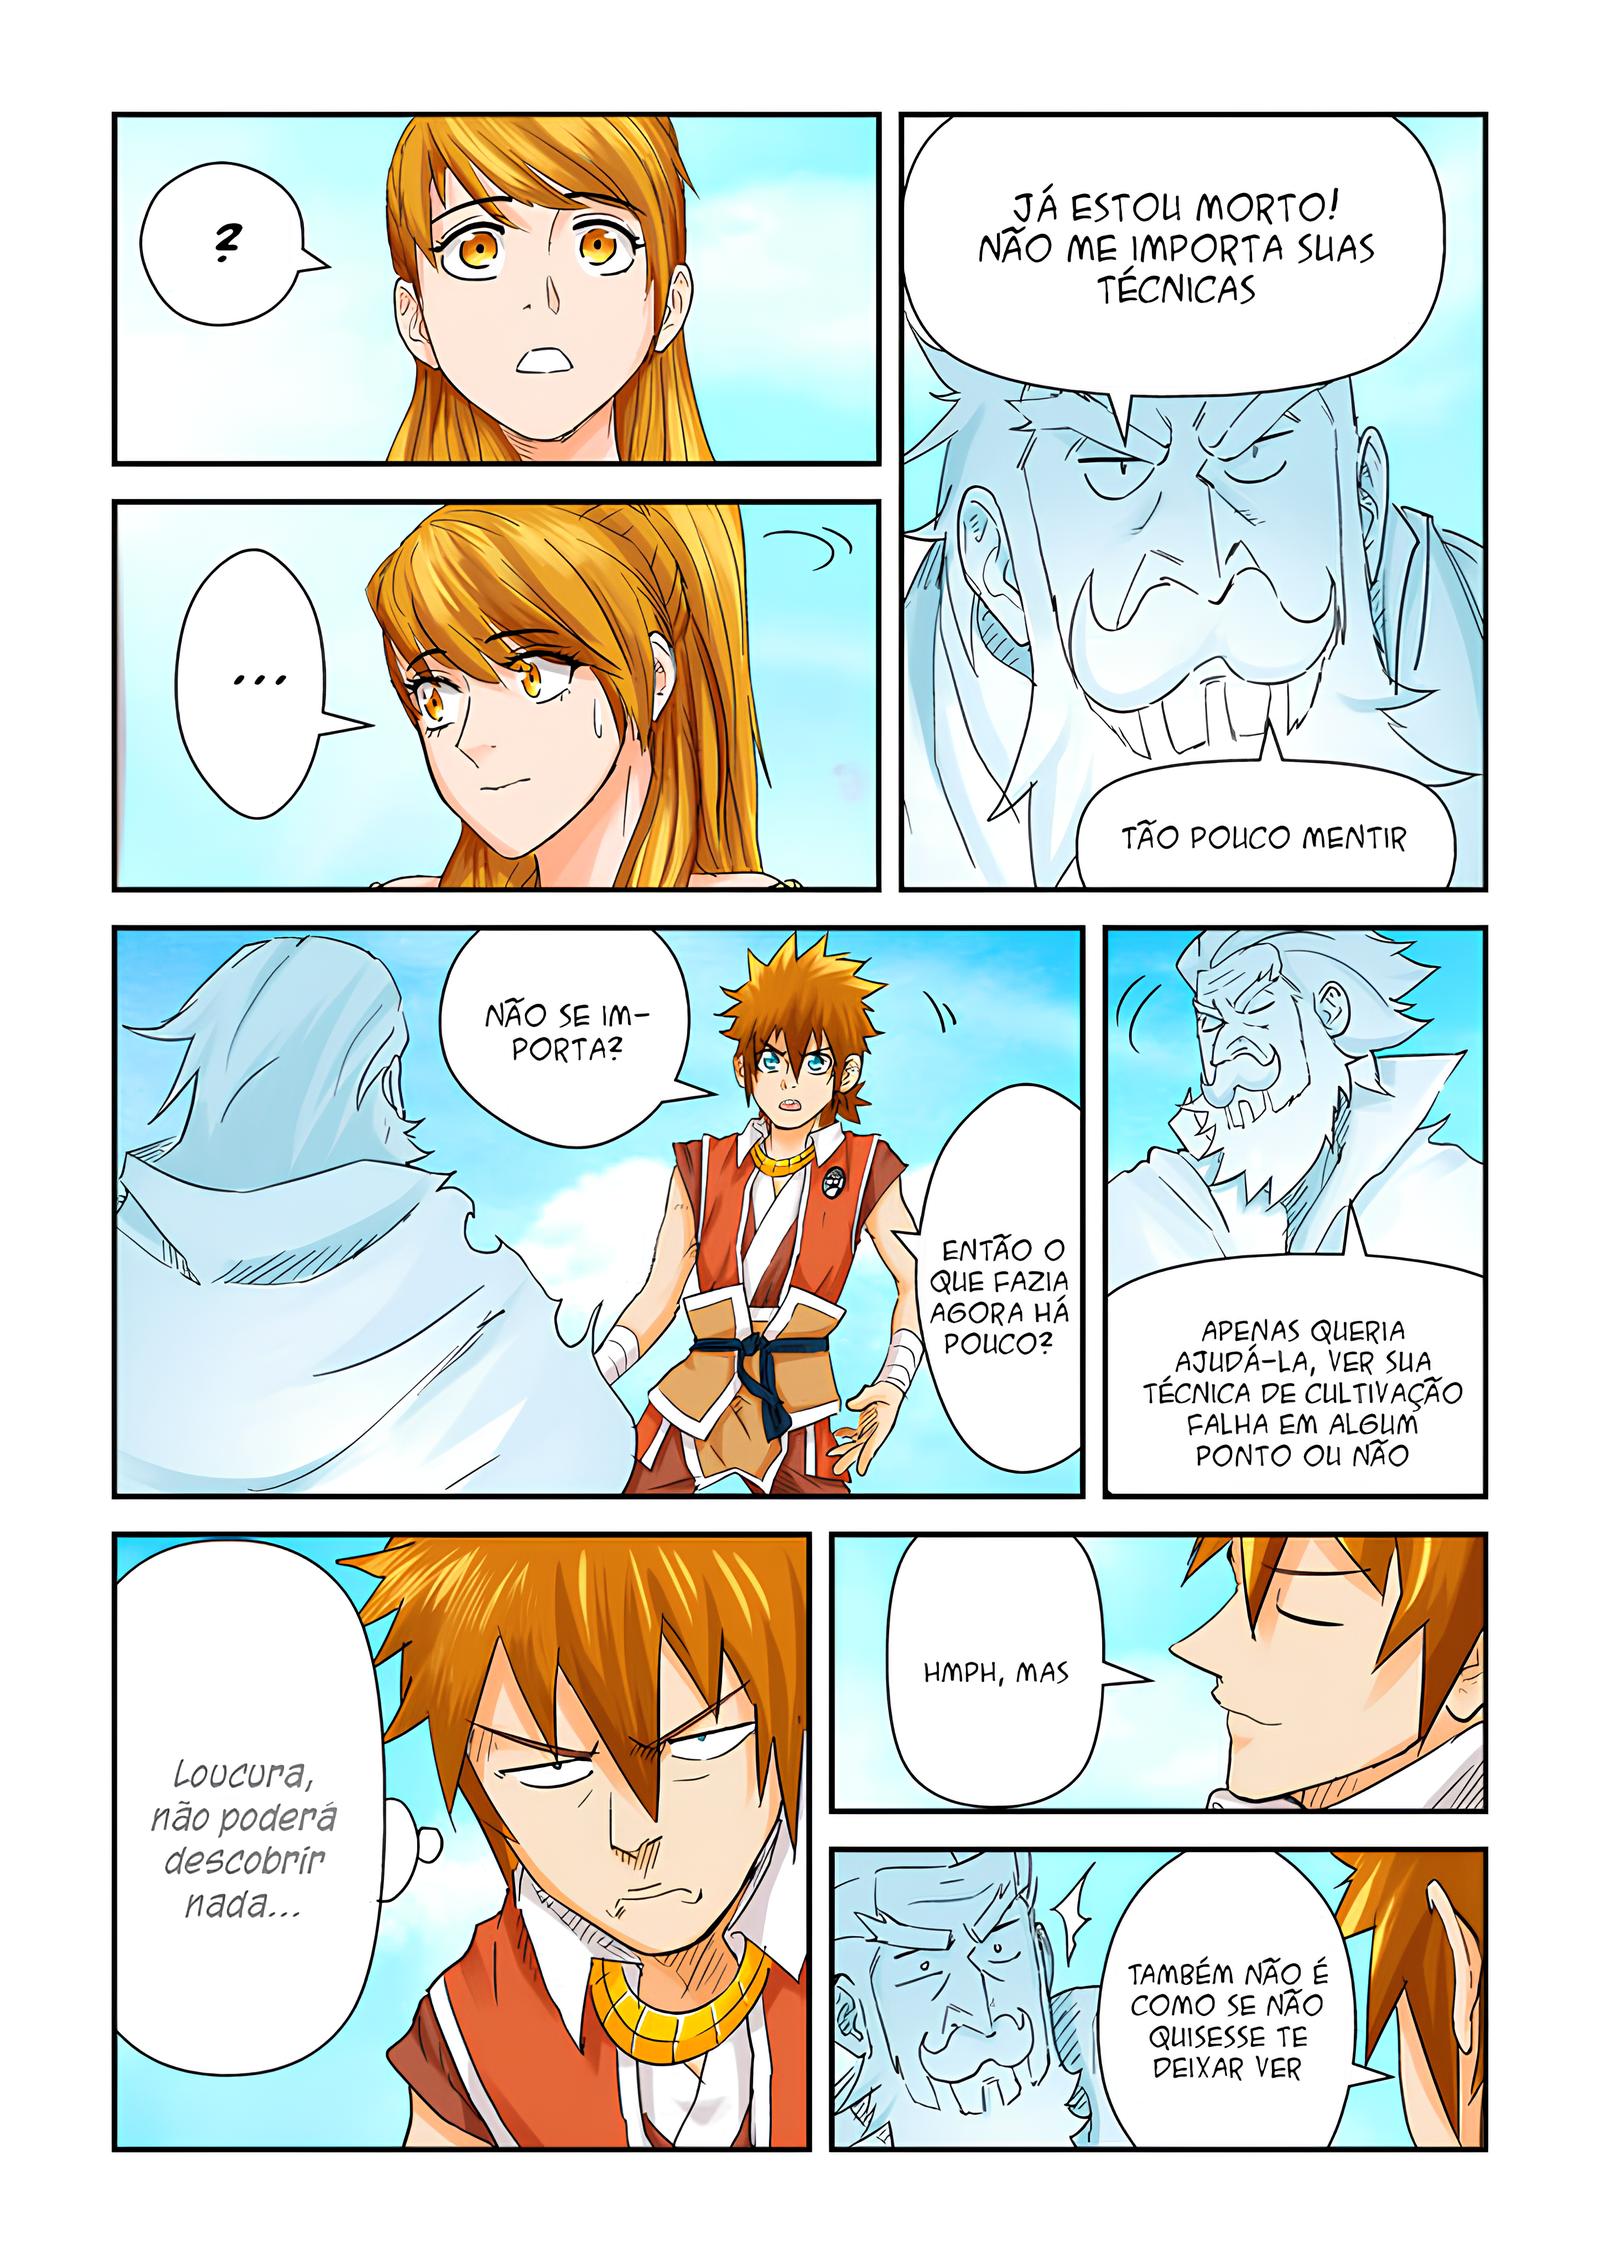 JÁ ESTOU MORTO!
NÃO ME IMPORTA SUAS
TÉCNICAS
TÃO POUCO MENTIR
?
...
APENAS QUERIA
AJUDÁ-LA, VER SUA
TÉCNICA DE CULTIVAÇÃO
FALHA EM ALGUM
PONTO OU NÃO
NÃO SE IM-
PORTA?
ENTÃO O
QUE FAZIA
AGORA HÁ
POUCO?
HMPH, MAS
TAMBÉM NÃO É
COMO SE NÃO
QUISESSE TE
DEIXAR VER
Loucura,
não poderá
descobrir
nada...